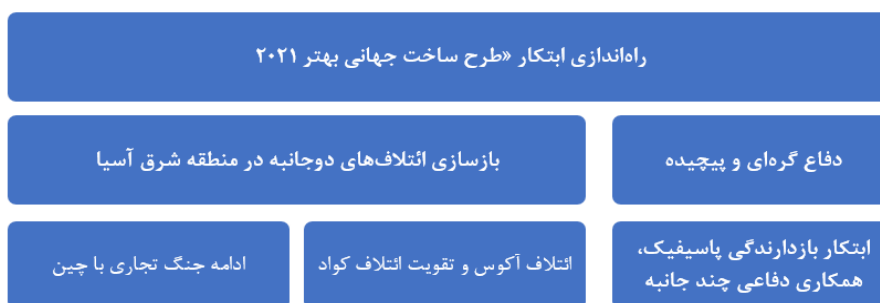 راه‌اندازی ابتکار «طرح ساخت جهانی بهتر ۲۰۲۱
دفاع گره‌ای و پیچیده
بازسازی ائتلاف‌های دوجانبه در منطقه شرق آسیا
ابتکار بازدارندگی پاسیفیک،
همکاری دفاعی چند جانبه
ائتلاف آکوس و تقویت ائتلاف کواد
ادامه جنگ تجاری با چین